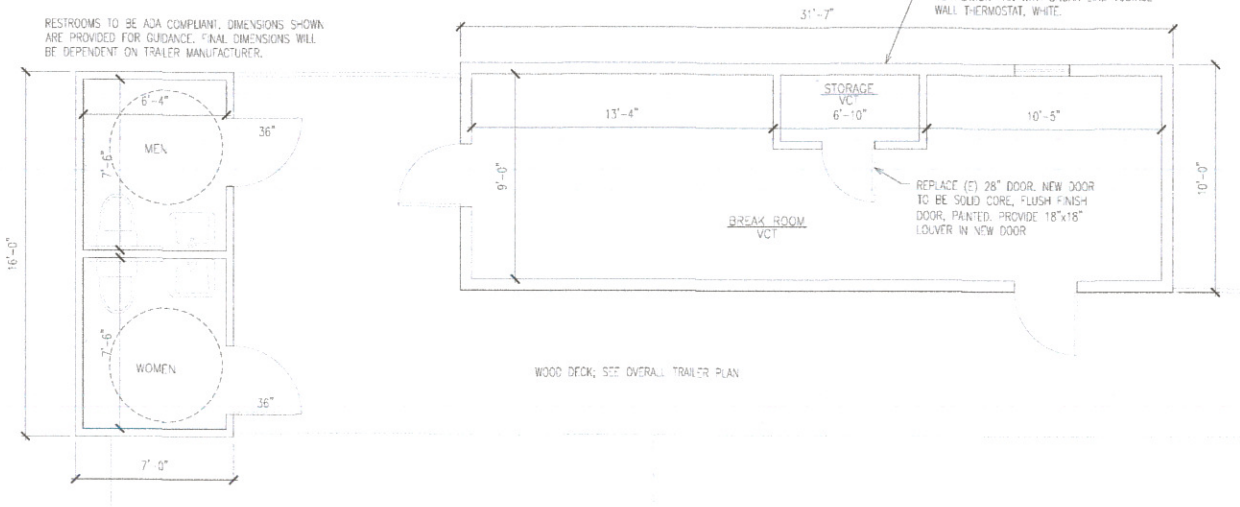 RESTROOMS TO BE ADA COMPLIANT, DIMENSIONS SHOWN
ARE PROVIDED FOR GUIDANCE. FINAL DIMENSIONS WILL
BE DEPENDENT ON TRAILER MANUFACTURER.
WALL THERMOSTAT, WHITE.
31'-7"
6'-4"
36"
MEN
7'-6"
16'-0"
7'-6"
WOMEN
36"
7'-0"
13'-4"
STORAGE
VCT
6'-10"
10'-5"
9'-0"
10'-0"
REPLACE (E) 28" DOOR. NEW DOOR
TO BE SOLID CORE, FLUSH FINISH
DOOR, PAINTED. PROVIDE 18"x18"
LOUVER IN NEW DOOR
BREAK ROOM
VCT
WOOD DECK; SEE OVERALL TRAILER PLAN